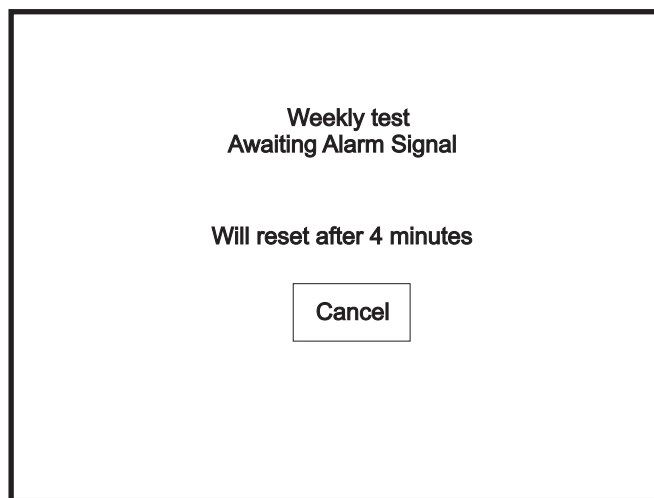 Weekly test
Awaiting Alarm Signal
Will reset after 4 minutes
Cancel